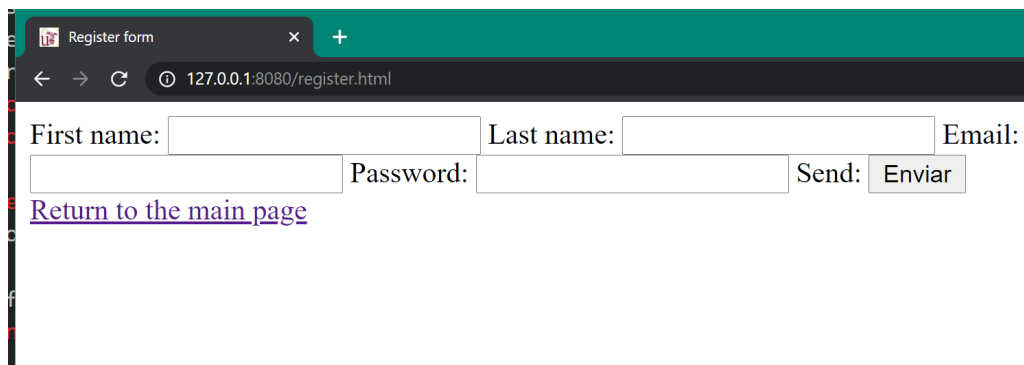 Register form
127.0.0.1:8080/register.html
First name: Last name: Email:
Password: Send: Enviar
Return to the main page